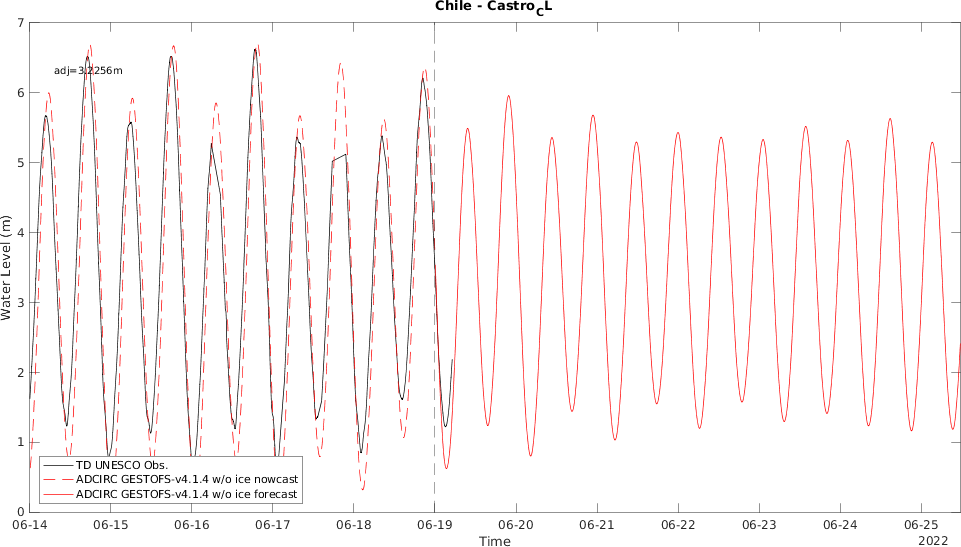 Chile - Castro_CL
7
6
5
4
3
2
1
0
Water Level (m)
adj=3.2256m
TD UNESCO Obs.
ADCIRC GESTOFS-v4.1.4 w/o ice nowcast
ADCIRC GESTOFS-v4.1.4 w/o ice forecast
06-14 06-15 06-16 06-17 06-18 06-19 06-20 06-21 06-22 06-23 06-24 06-25
Time
2022